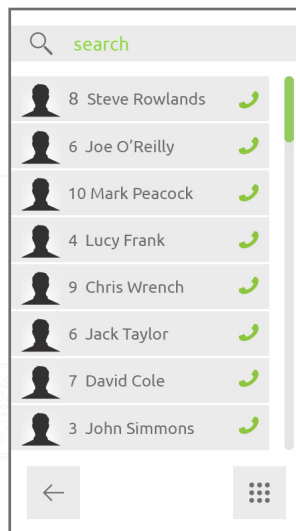 search
8 Steve Rowlands
6 Joe O’Reilly
10 Mark Peacock
4 Lucy Frank
9 Chris Wrench
6 Jack Taylor
7 David Cole
3 John Simmons